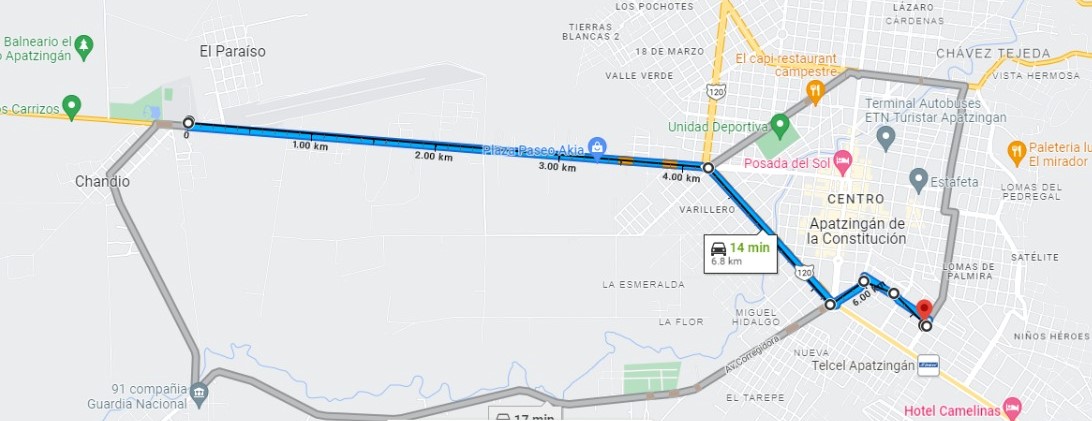 LOS POCHOTES
LÁZARO
CÁRDENAS
TIERRAS
BLANCAS 2
Balneario el
o Apatzingán
El Paraíso
18 DE MARZO
El capi restaurant
campestre
CHÁVEZ TEJEDA
VALLE VERDE
VISTA HERMOSA
120
os Carrizos
Terminal Autobuses
ETN Turistar Apatzingan
Unidad Deportiva
0
1.00 km
2.00 km
Plaza Paseo Akia
3.00 km
4.00 km
Posada del Sol
Paleteria lu
El mirador
Chandio
Estafeta
LOMAS DEL
PEDREGAL
CENTRO
VARILLERO
Apatzingán de
la Constitución
14 min
6.8 km
SATÉLITE
120
LOMAS DE
PALMIRA
LA ESMERALDA
6.00 km
MIGUEL
HIDALGO
LA FLOR
NIÑOS HÉROES
Av. Corregidora
NUEVA
Telcel Apatzingán
91 compañia
Guardia Nacional
EL TAREPE
Hotel Camelinas
17 min